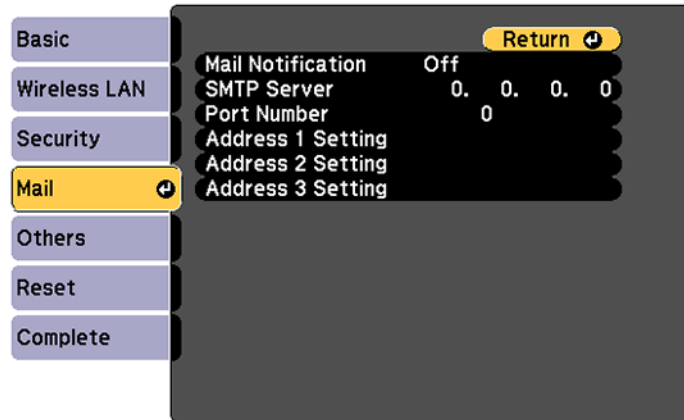 Basic
Wireless LAN
Security
Mail
Others
Reset
Complete
Return
Mail Notification Off
SMTP Server 0. 0. 0. 0
Port Number 0
Address 1 Setting
Address 2 Setting
Address 3 Setting